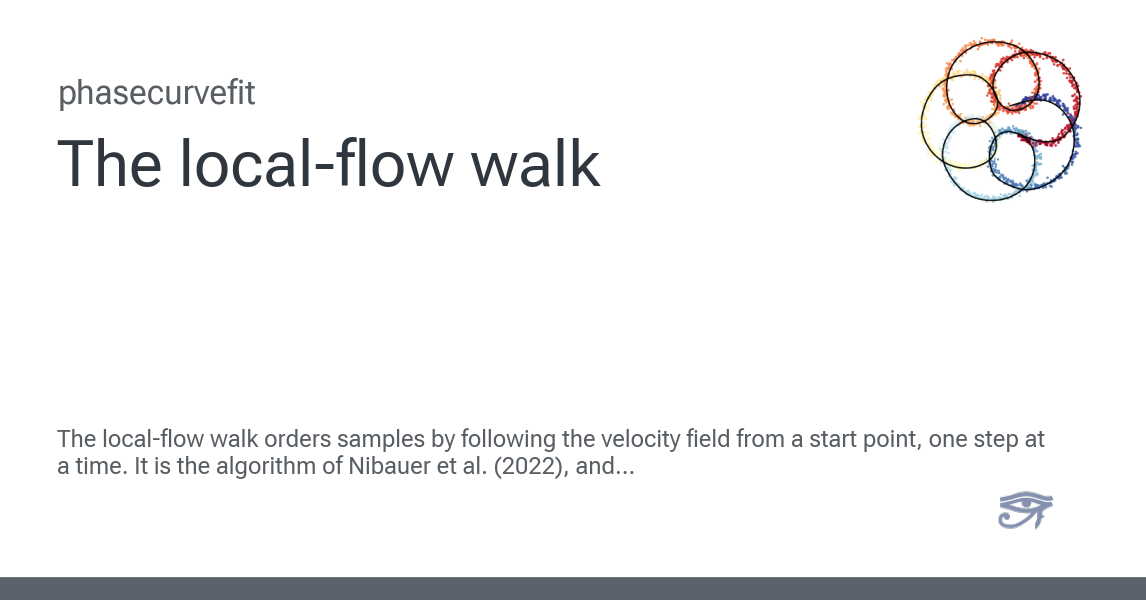 phasecurvefit
The local-flow walk
The local-flow walk orders samples by following the velocity field from a start point, one step at
a time. It is the algorithm of Nibauer et al. (2022), and...